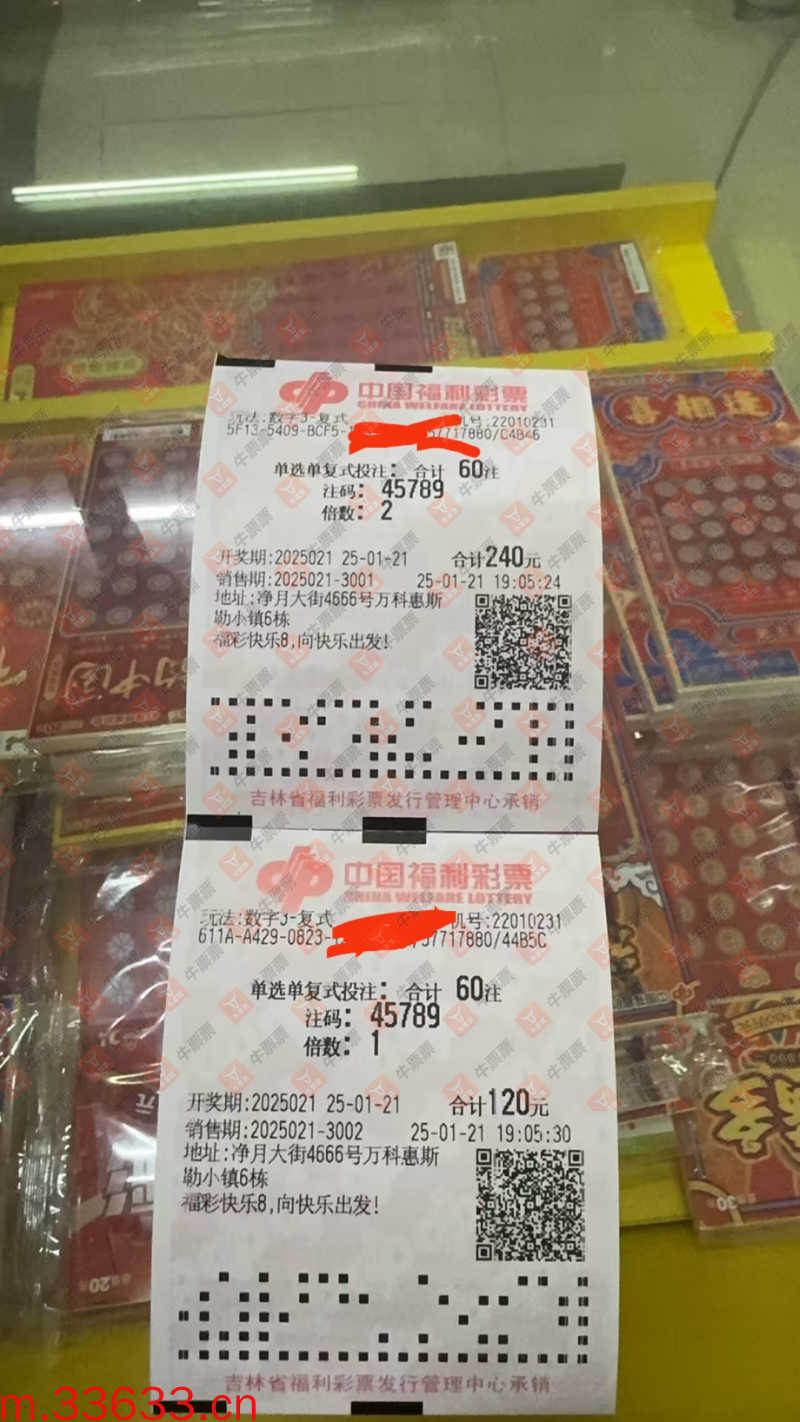 中国福利彩票
CHINA WELFARE LOTTERY
玩法:数字3-复式 机号:22010231
5F13-5409-BCF5- 57717880/C4B46
单选单复式投注: 合计 60注
注码: 45789
倍数: 2
开奖期:2025021 25-01-21 合计240元
销售期:2025021-3001 25-01-21 19:05:24
地址:净月大街4666号万科惠斯
勒小镇6栋
福彩快乐8,向快乐出发!
吉林省福利彩票发行管理中心承销
中国福利彩票
CHINA WELFARE LOTTERY
玩法:数字3-复式 机号:22010231
611A-A429-0823- /57717880/44B5C
单选单复式投注: 合计 60注
注码: 45789
倍数: 1
开奖期:2025021 25-01-21 合计120元
销售期:2025021-3002 25-01-21 19:05:30
地址:净月大街4666号万科惠斯
勒小镇6栋
福彩快乐8,向快乐出发!
吉林省福利彩票发行管理中心承销
牛票票
m.33633.cn